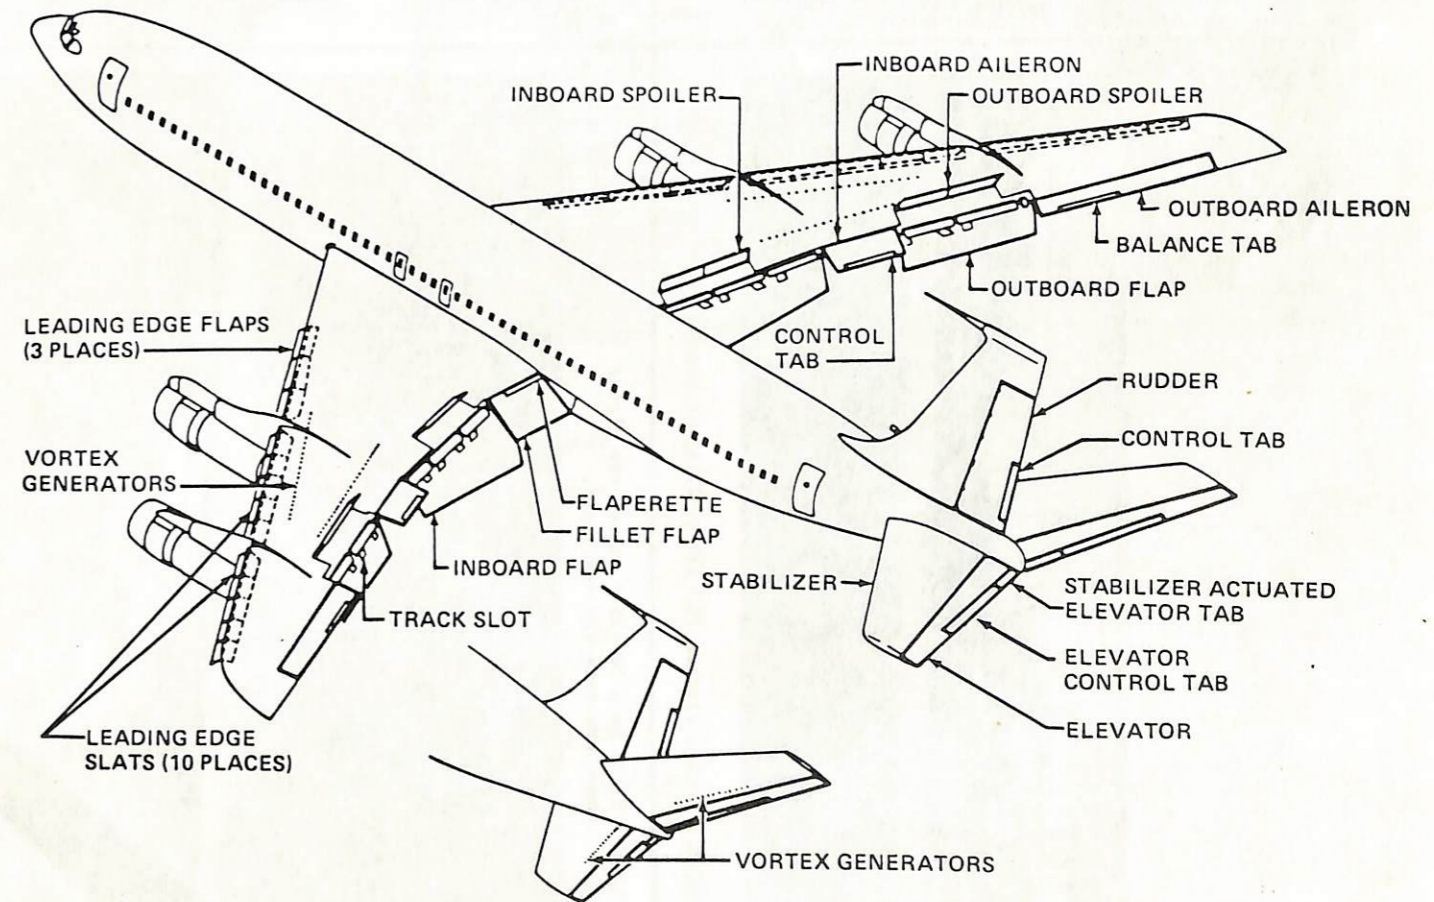 INBOARD AILERON
INBOARD SPOILER
OUTBOARD SPOILER
OUTBOARD AILERON
BALANCE TAB
OUTBOARD FLAP
CONTROL
TAB
LEADING EDGE FLAPS
(3 PLACES)
RUDDER
CONTROL TAB
VORTEX
GENERATORS
FLAPERETTE
FILLET FLAP
INBOARD FLAP
STABILIZER
STABILIZER ACTUATED
ELEVATOR TAB
TRACK SLOT
ELEVATOR
CONTROL TAB
ELEVATOR
LEADING EDGE
SLATS (10 PLACES)
VORTEX GENERATORS